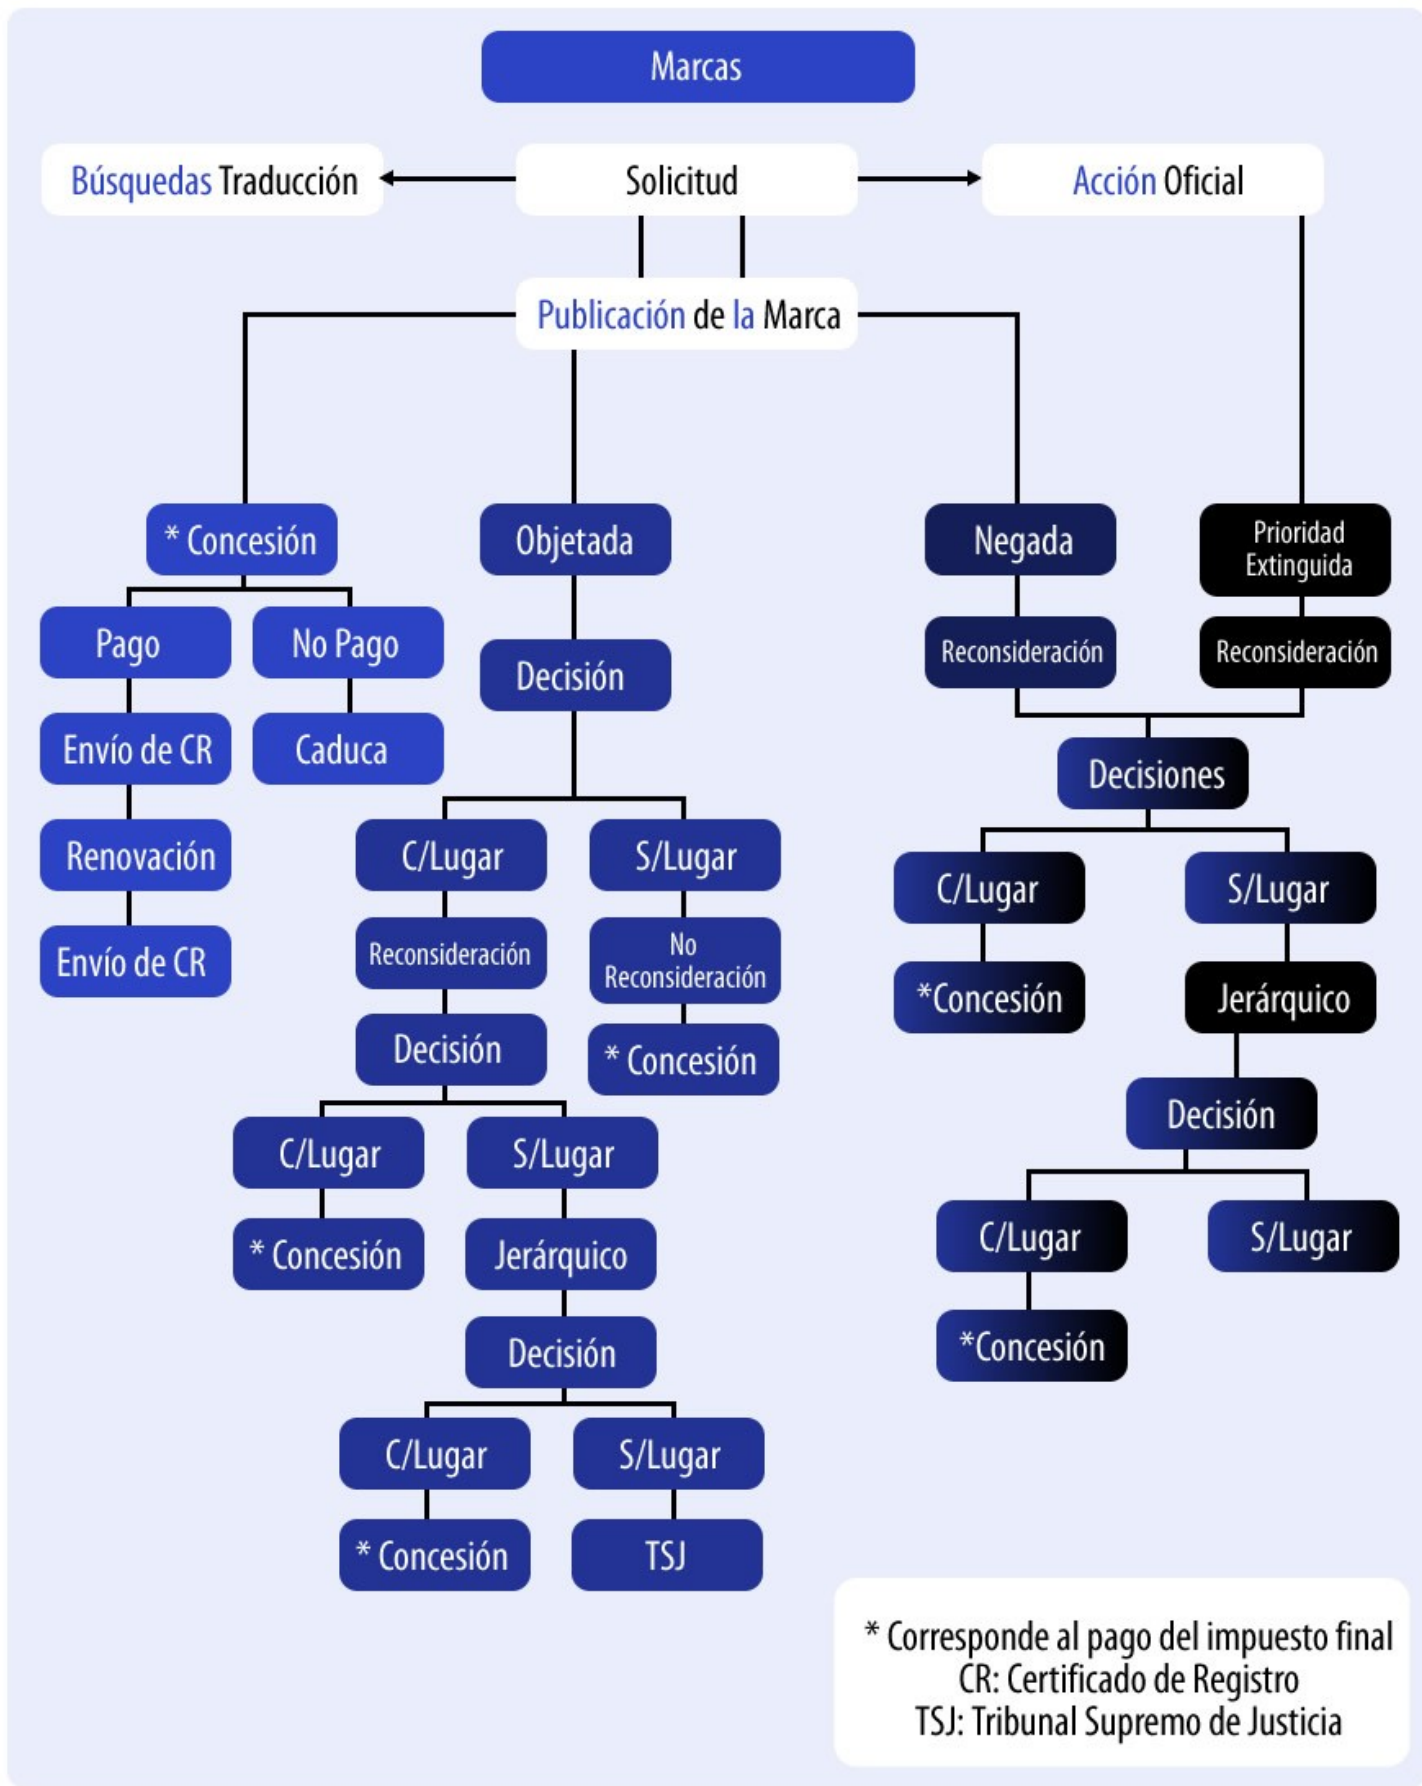 Marcas
Búsquedas Traducción
Solicitud
Acción Oficial
Publicación de la Marca
* Concesión
Objetada
Negada
Prioridad
Extinguida
Pago
No Pago
Decisión
Reconsideración
Reconsideración
Envío de CR
Caduca
Decisiones
Renovación
C/Lugar
S/Lugar
C/Lugar
S/Lugar
Envío de CR
Reconsideración
No
Reconsideración
*Concesión
Jerárquico
Decisión
* Concesión
Decisión
C/Lugar
S/Lugar
C/Lugar
S/Lugar
* Concesión
Jerárquico
*Concesión
Decisión
C/Lugar
S/Lugar
* Concesión
TSJ
* Corresponde al pago del impuesto final
CR: Certificado de Registro
TSJ: Tribunal Supremo de Justicia